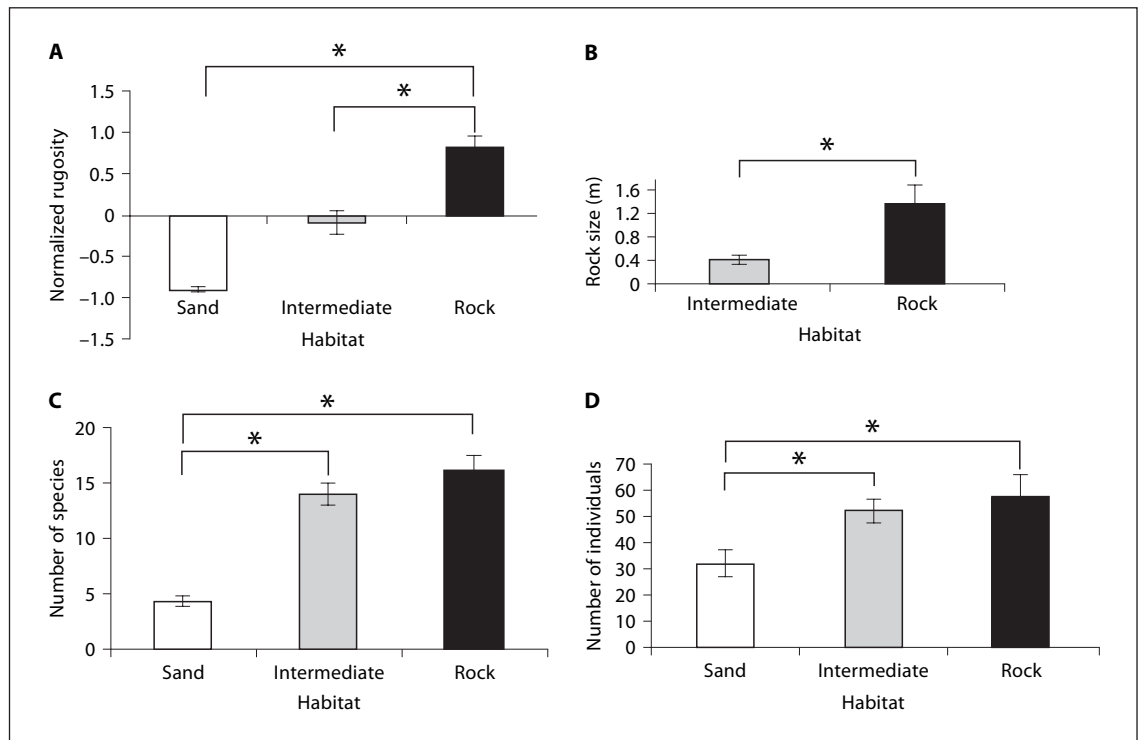 A
*
*
1.5
1.0
0.5
0
–0.5
–1.0
–1.5
Normalized rugosity
Sand Intermediate Rock
Habitat
B
*
1.6
1.2
0.8
0.4
0
Rock size (m)
Intermediate Rock
Habitat
C
*
*
20
15
10
5
0
Number of species
Sand Intermediate Rock
Habitat
D
*
*
70
60
50
40
30
20
10
0
Number of individuals
Sand Intermediate Rock
Habitat